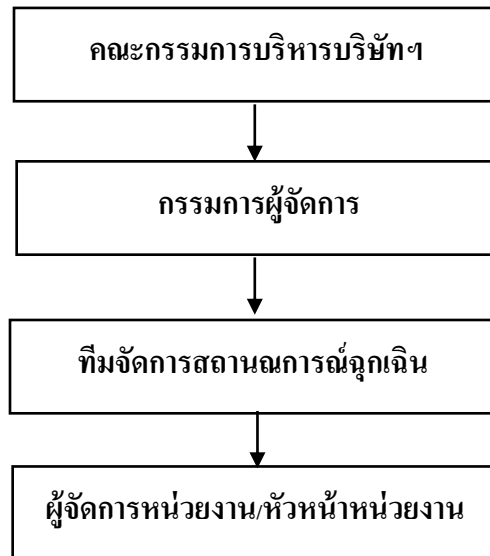 คณะกรรมการบริหารบริษัทฯ
กรรมการผู้จัดการ
ทีมจัดการสถานณการณ์ฉุกเฉิน
ผู้จัดการหน่วยงาน/หัวหน้าหน่วยงาน